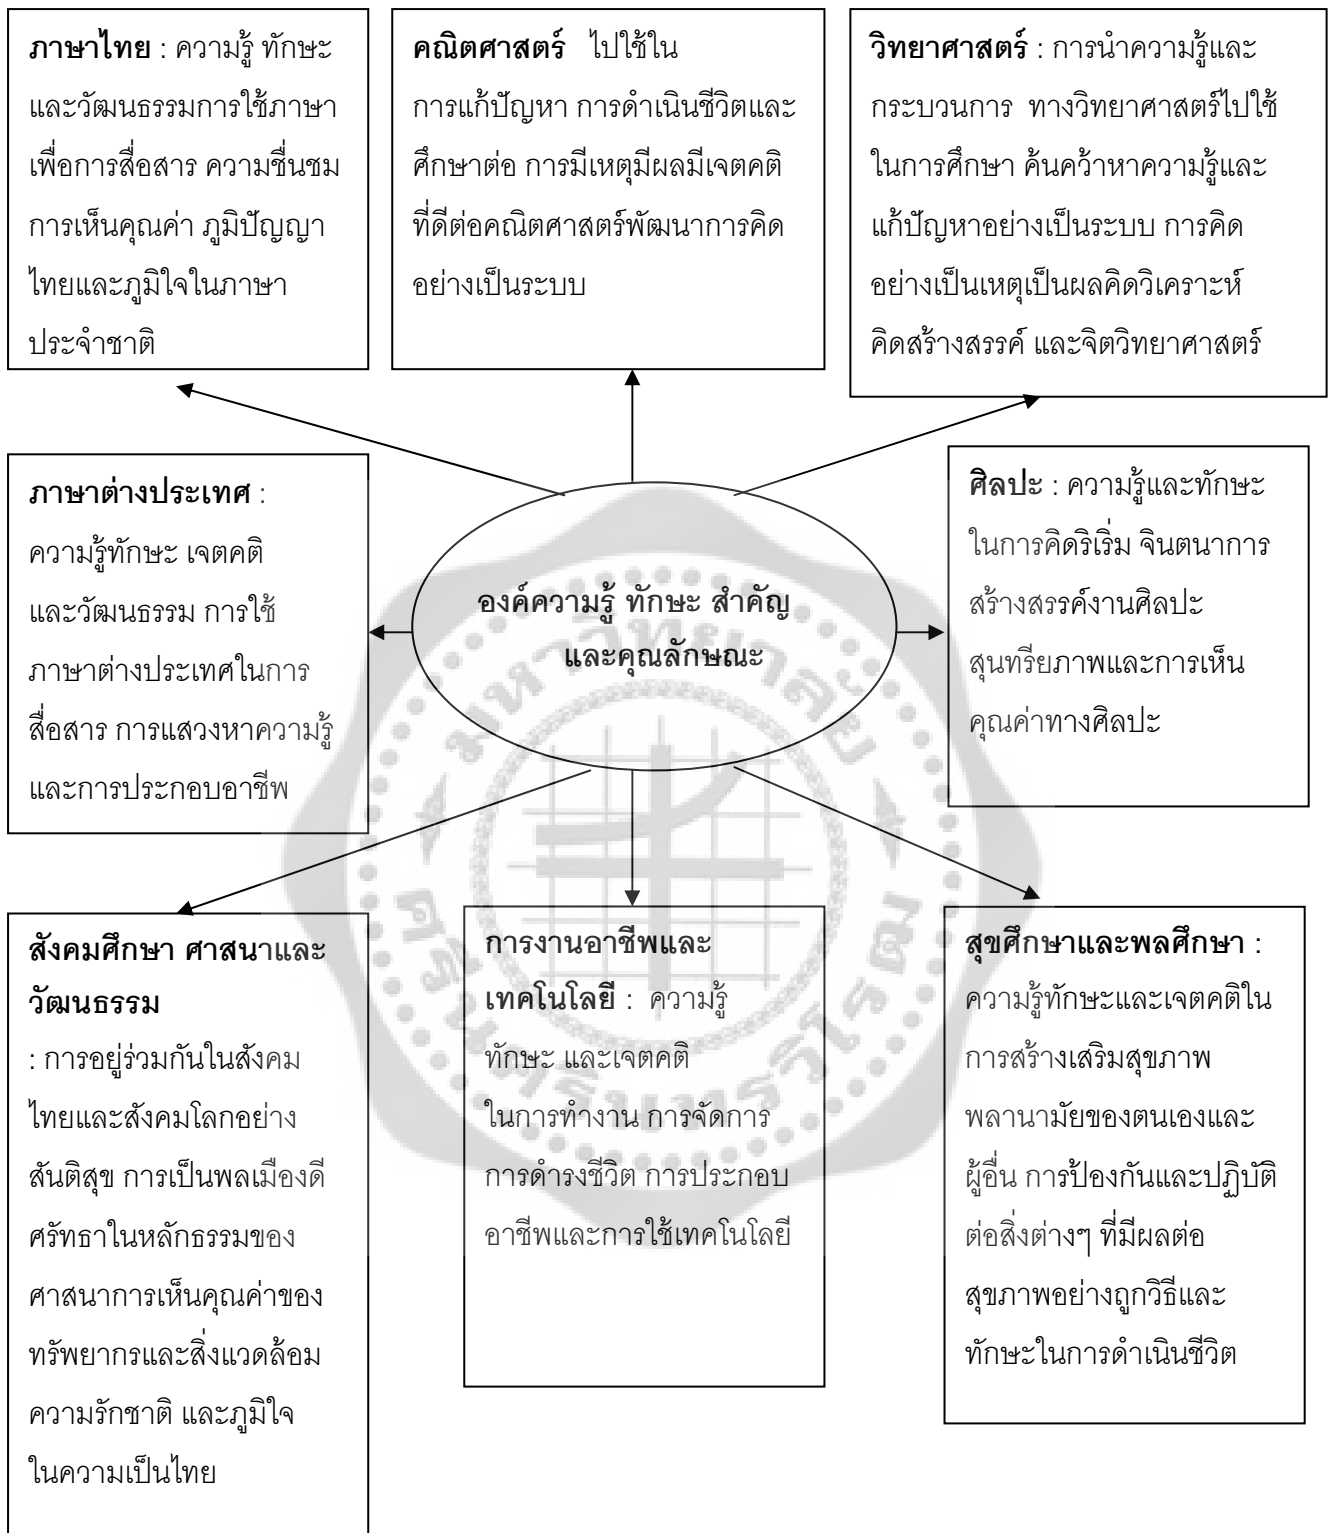 ภาษาไทย : ความรู้ ทักษะ
และวัฒนธรรมการใช้ภาษา
เพื่อการสื่อสาร ความชื่นชม
การเห็นคุณค่า ภูมิปัญญา
ไทยและภูมิใจในภาษา
ประจำชาติ
คณิตศาสตร์ ไปใช้ใน
การแก้ปัญหา การดำเนินชีวิตและ
ศึกษาต่อ การมีเหตุมีผลมีเจตคติ
ที่ดีต่อคณิตศาสตร์พัฒนาการคิด
อย่างเป็นระบบ
วิทยาศาสตร์ : การนำความรู้และ
กระบวนการ ทางวิทยาศาสตร์ไปใช้
ในการศึกษา ค้นคว้าหาความรู้และ
แก้ปัญหาอย่างเป็นระบบ การคิด
อย่างเป็นเหตุเป็นผลคิดวิเคราะห์
คิดสร้างสรรค์ และจิตวิทยาศาสตร์
ภาษาต่างประเทศ :
ความรู้ทักษะ เจตคติ
และวัฒนธรรม การใช้
ภาษาต่างประเทศในการ
สื่อสาร การแสวงหาความรู้
และการประกอบอาชีพ
องค์ความรู้ ทักษะ สำคัญ
และคุณลักษณะ
ศิลปะ : ความรู้และทักษะ
ในการคิดริเริ่ม จินตนาการ
สร้างสรรค์งานศิลปะ
สุนทรียภาพและการเห็น
คุณค่าทางศิลปะ
สังคมศึกษา ศาสนาและ
วัฒนธรรม
: การอยู่ร่วมกันในสังคม
ไทยและสังคมโลกอย่าง
สันติสุข การเป็นพลเมืองดี
ศรัทธาในหลักธรรมของ
ศาสนาการเห็นคุณค่าของ
ทรัพยากรและสิ่งแวดล้อม
ความรักชาติ และภูมิใจ
ในความเป็นไทย
การงานอาชีพและ
เทคโนโลยี : ความรู้
ทักษะ และเจตคติ
ในการทำงาน การจัดการ
การดำรงชีวิต การประกอบ
อาชีพและการใช้เทคโนโลยี
สุขศึกษาและพลศึกษา :
ความรู้ทักษะและเจตคติใน
การสร้างเสริมสุขภาพ
พลานามัยของตนเองและ
ผู้อื่น การป้องกันและปฏิบัติ
ต่อสิ่งต่างๆ ที่มีผลต่อ
สุขภาพอย่างถูกวิธีและ
ทักษะในการดำเนินชีวิต
มหาวิทยาลัย
ศรีนครินทรวิโรฒ